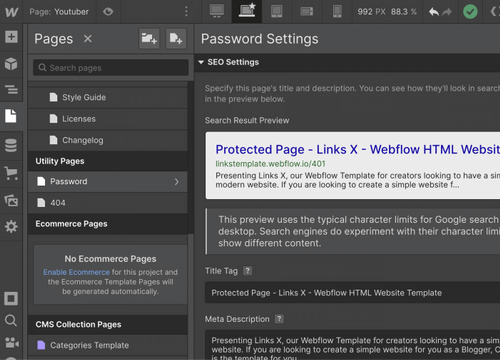 Page: Youtuber
992 PX 88.3 %
Pages
Search pages
Style Guide
Licenses
Changelog
Utility Pages
Password
404
Ecommerce Pages
No Ecommerce Pages
Enable Ecommerce for this project
and the Ecommerce Template Pages
will be generated automatically.
CMS Collection Pages
Categories Template
Password Settings
SEO Settings
Specify this page's title and description. You can see how they'll look in search
in the preview below.
Search Result Preview
Protected Page - Links X - Webflow HTML Websit
linkstemplate.webflow.io/401
Presenting Links X, our Webflow Template for creators looking to have a sim
modern website. If you are looking to create a simple website f...
This preview uses the typical character limits for Google search
desktop. Search engines do experiment with their character limit
show different content.
Title Tag ?
Protected Page - Links X - Webflow HTML Website Template
Meta Description ?
Presenting Links X, our Webflow Template for creators looking to have a si
website. If you are looking to create a simple website for you as a Blogger, C
is the template for you.